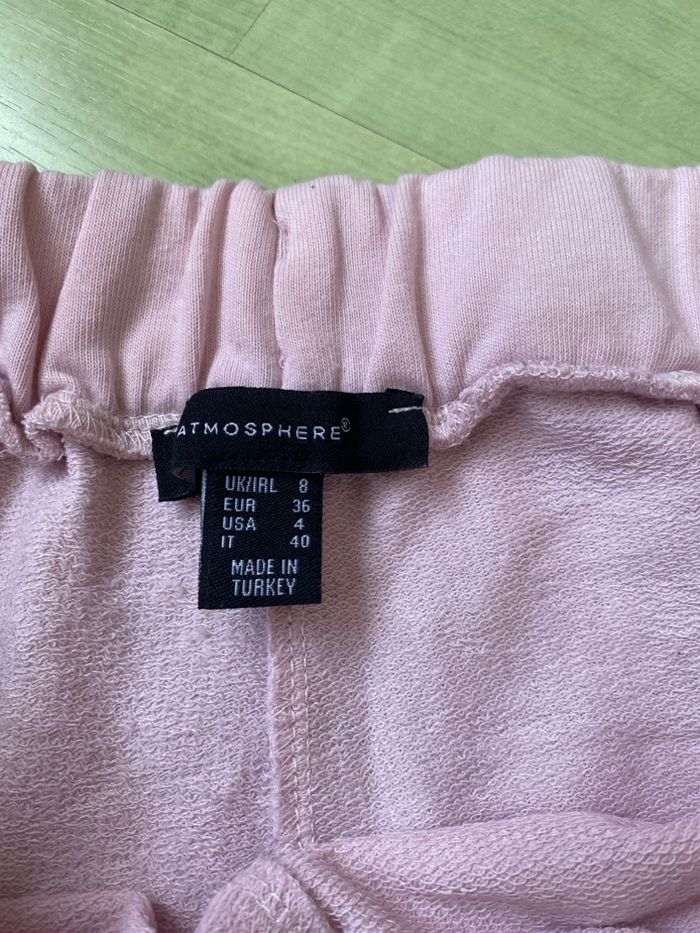 ATMOSPHERE®
UK/IRL 8
EUR 36
USA 4
IT 40
MADE IN
TURKEY